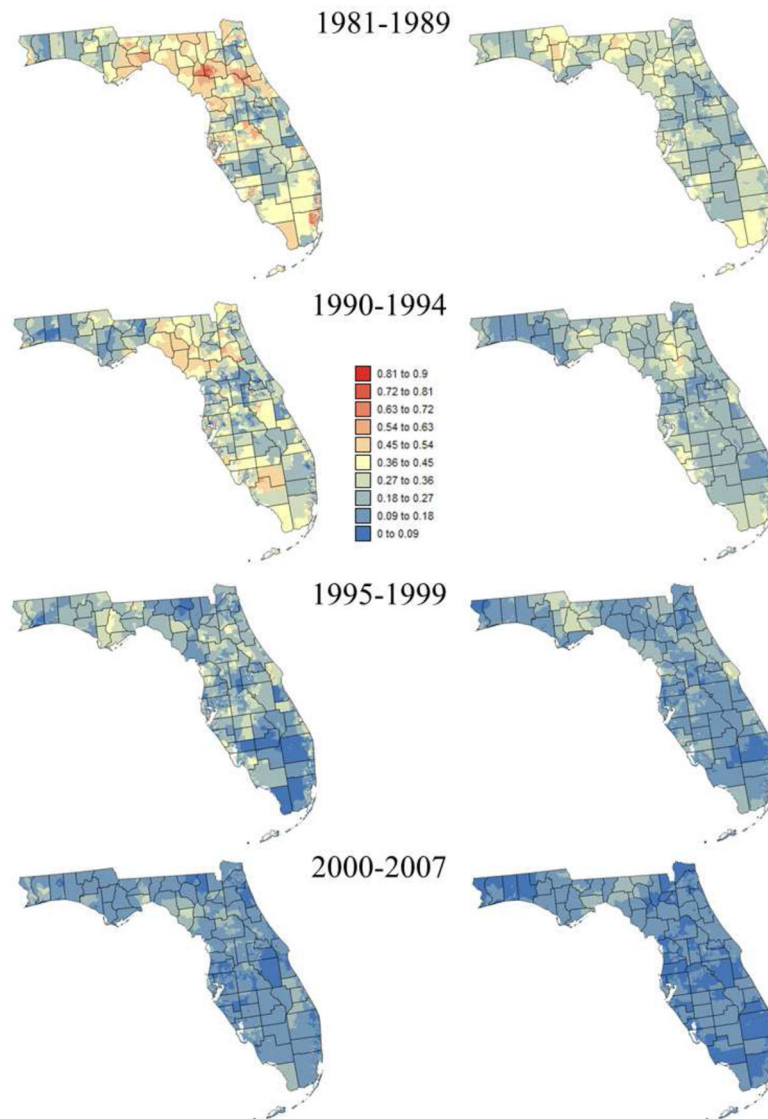 1981-1989
1990-1994
0.81 to 0.9
0.72 to 0.81
0.63 to 0.72
0.54 to 0.63
0.45 to 0.54
0.36 to 0.45
0.27 to 0.36
0.18 to 0.27
0.09 to 0.18
0 to 0.09
1995-1999
2000-2007